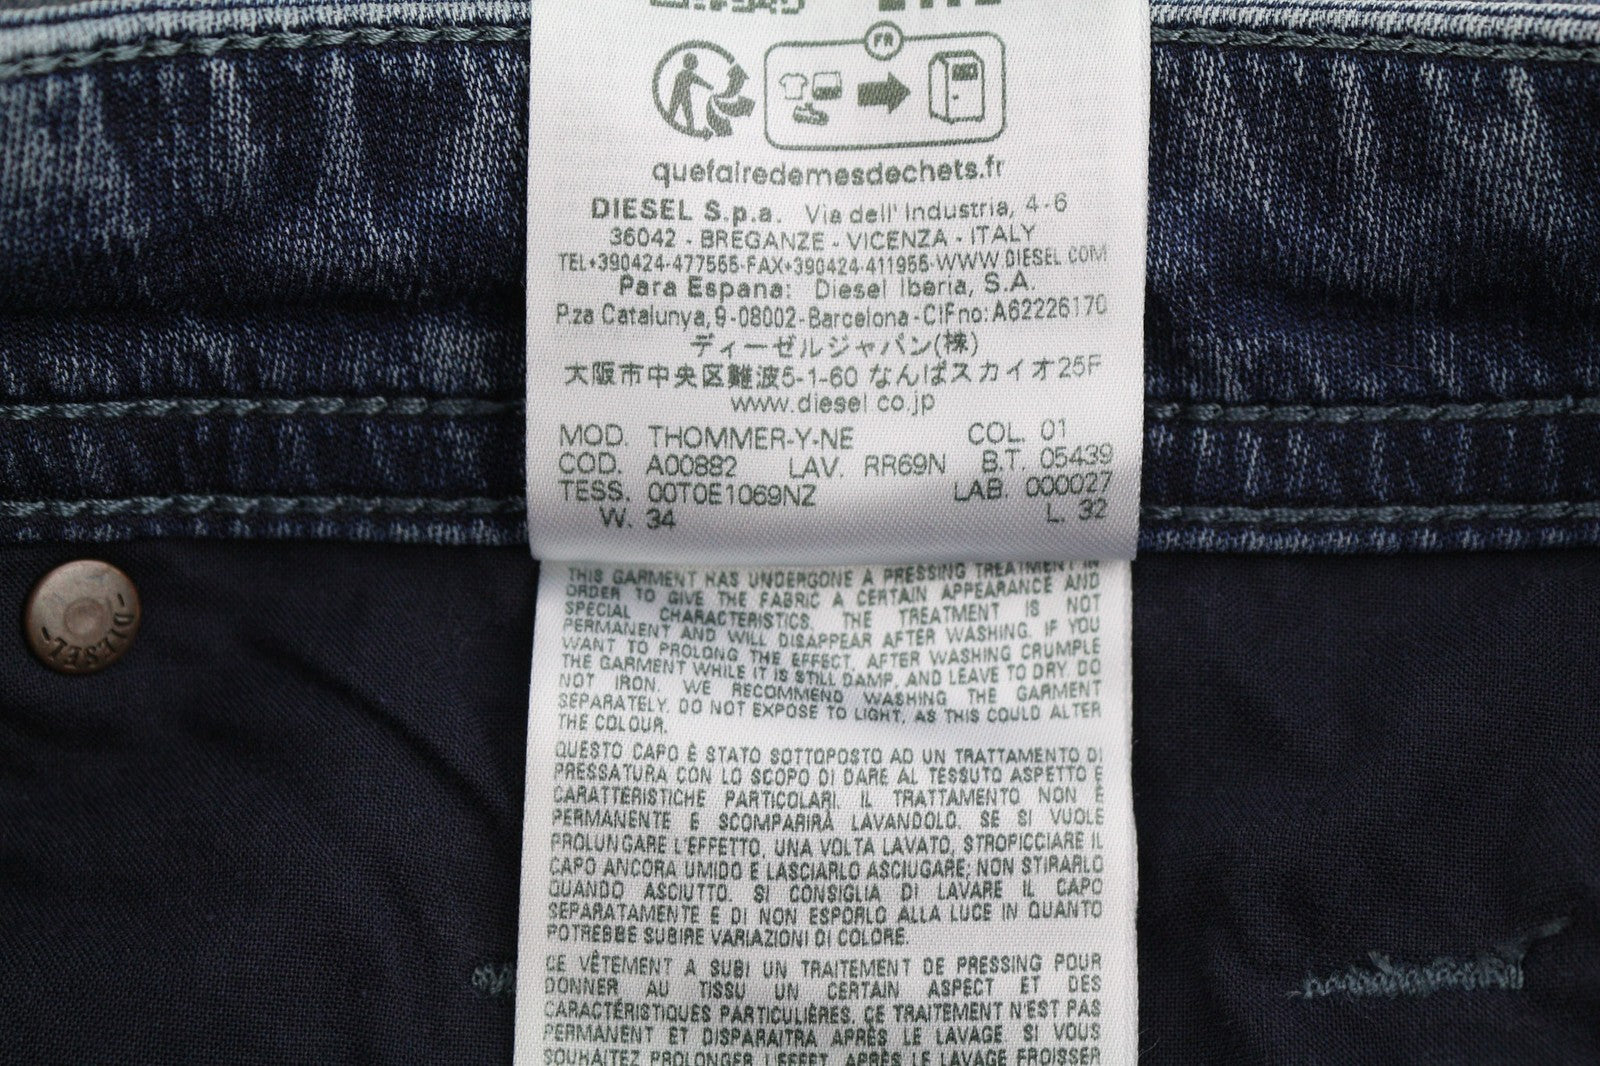 FR
quefairedemesdechets.fr
DIESEL S.p.a. Via dell' Industria, 4-6
36042 - BREGANZE - VICENZA - ITALY
TEL+390424-477555-FAX+390424-411955-WWW DIESEL COM
Para Espana: Diesel Iberia, S.A.
P.za Catalunya, 9-08002-Barcelona-CIF no: A62226170
ディーゼルジャパン(株)
大阪市中央区難波5-1-60 なんばスカイオ25F
www.diesel.co.jp
MOD. THOMMER-Y-NE COL. 01
COD. A00882 LAV. RR69N B.T. 05439
TESS. 00T0E1069NZ LAB. 000027
W. 34 L. 32
THIS GARMENT HAS UNDERGONE A PRESSING TREATMENT IN
ORDER TO GIVE THE FABRIC A CERTAIN APPEARANCE AND
SPECIAL CHARACTERISTICS. THE TREATMENT IS NOT
PERMANENT AND WILL DISAPPEAR AFTER WASHING. IF YOU
WANT TO PROLONG THE EFFECT, AFTER WASHING CRUMPLE
THE GARMENT WHILE IT IS STILL DAMP, AND LEAVE TO DRY DO
NOT IRON. WE RECOMMEND WASHING THE GARMENT
SEPARATELY. DO NOT EXPOSE TO LIGHT, AS THIS COULD ALTER
THE COLOUR.
QUESTO CAPO È STATO SOTTOPOSTO AD UN TRATTAMENTO DI
PRESSATURA CON LO SCOPO DI DARE AL TESSUTO ASPETTO E
CARATTERISTICHE PARTICOLARI. IL TRATTAMENTO NON È
PERMANENTE E SCOMPARIRÀ LAVANDOLO. SE SI VUOLE
PROLUNGARE L'EFFETTO, UNA VOLTA LAVATO, STROPICCIARE IL
CAPO ANCORA UMIDO E LASCIARLO ASCIUGARE; NON STIRARLO
QUANDO ASCIUTTO. SI CONSIGLIA DI LAVARE IL CAPO
SEPARATAMENTE E DI NON ESPORLO ALLA LUCE IN QUANTO
POTREBBE SUBIRE VARIAZIONI DI COLORE.
CE VÊTEMENT A SUBI UN TRAITEMENT DE PRESSING POUR
DONNER AU TISSU UN CERTAIN ASPECT ET DES
CARACTÉRISTIQUES PARTICULIÈRES. CE TRAITEMENT N'EST PAS
PERMANENT ET DISPARAITRA APRÈS LE LAVAGE. SI VOUS
SOUHAITEZ PROLONGER L'EFFET, APRÈS LE LAVAGE FROISSER
DIESEL